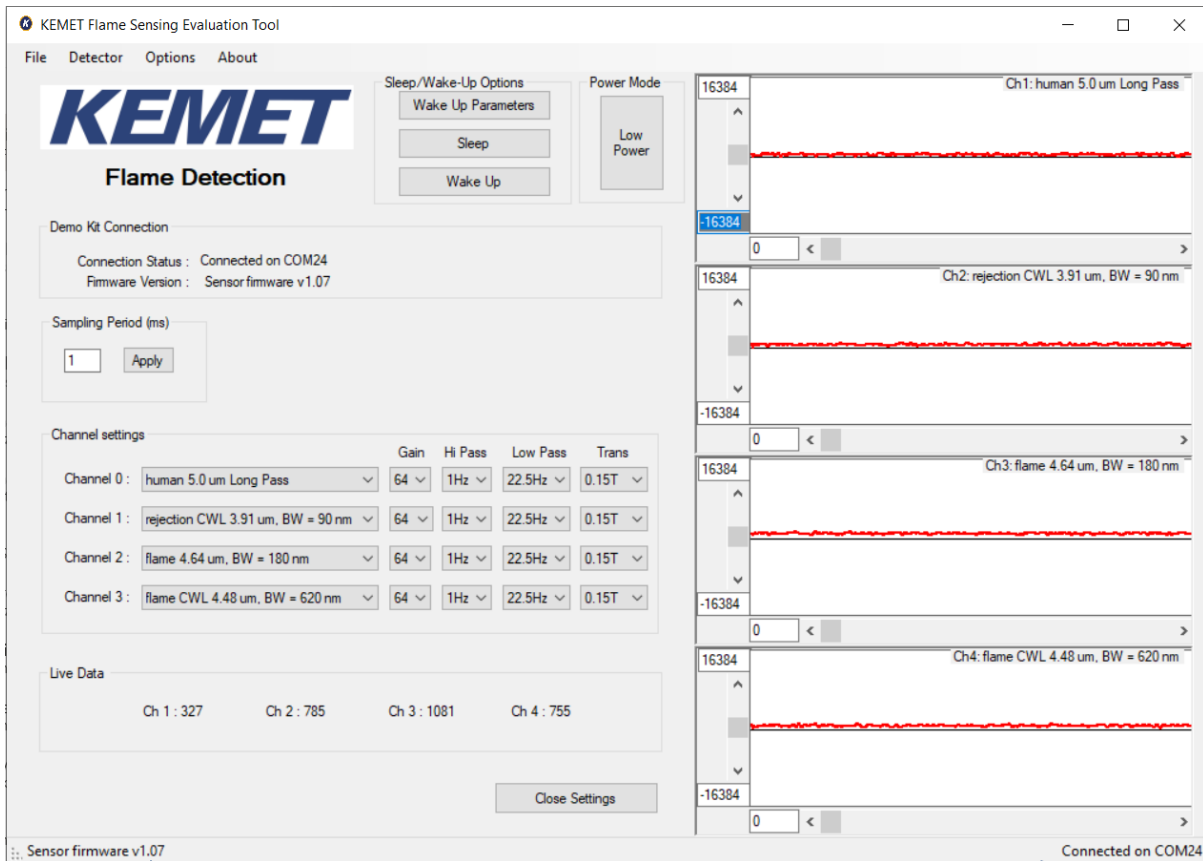 KEMET Flame Sensing Evaluation Tool
File Detector Options About
KEMET
Flame Detection
Sleep/Wake-Up Options
Wake Up Parameters
Sleep
Wake Up
Power Mode
Low
Power
Demo Kit Connection
Connection Status : Connected on COM24
Firmware Version : Sensor firmware v1.07
Sampling Period (ms)
1 Apply
Channel settings
Gain Hi Pass Low Pass Trans
Channel 0 : human 5.0 um Long Pass 64 1Hz 22.5Hz 0.15T
Channel 1 : rejection CWL 3.91 um, BW = 90 nm 64 1Hz 22.5Hz 0.15T
Channel 2 : flame 4.64 um, BW = 180 nm 64 1Hz 22.5Hz 0.15T
Channel 3 : flame CWL 4.48 um, BW = 620 nm 64 1Hz 22.5Hz 0.15T
Live Data
Ch 1 : 327 Ch 2 : 785 Ch 3 : 1081 Ch 4 : 755
Close Settings
16384 Ch1: human 5.0 um Long Pass
-16384
0
16384 Ch2: rejection CWL 3.91 um, BW = 90 nm
-16384
0
16384 Ch3: flame 4.64 um, BW = 180 nm
-16384
0
16384 Ch4: flame CWL 4.48 um, BW = 620 nm
-16384
0
Sensor firmware v1.07 Connected on COM24